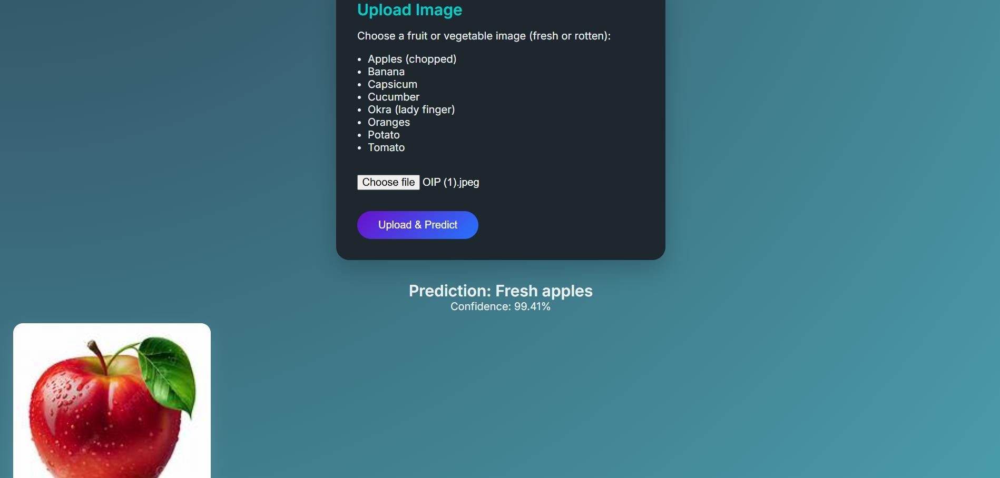 Upload Image
Choose a fruit or vegetable image (fresh or rotten):
• Apples (chopped)
• Banana
• Capsicum
• Cucumber
• Okra (lady finger)
• Oranges
• Potato
• Tomato
Choose file OIP (1).jpeg
Upload & Predict
Prediction: Fresh apples
Confidence: 99.41%